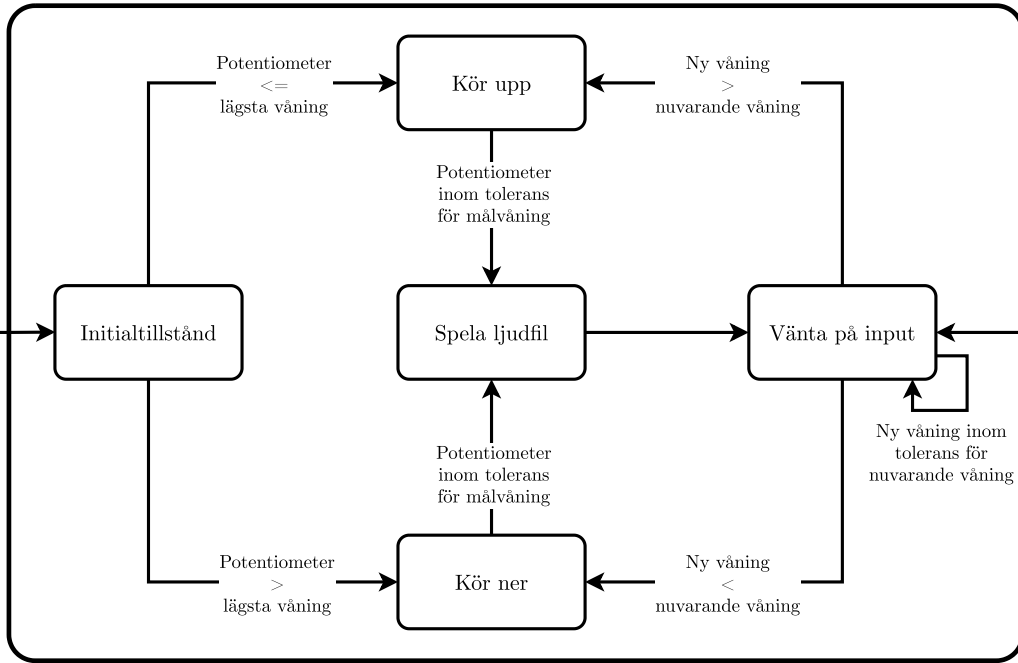 Potentiometer
<=
lägsta våning
Kör upp
Ny våning
>
nuvarande våning
Potentiometer
inom tolerans
för målvåning
Initialtillstånd
Spela ljudfil
Vänta på input
Ny våning inom
tolerans för
nuvarande våning
Potentiometer
inom tolerans
för målvåning
Potentiometer
>
lägsta våning
Kör ner
Ny våning
<
nuvarande våning